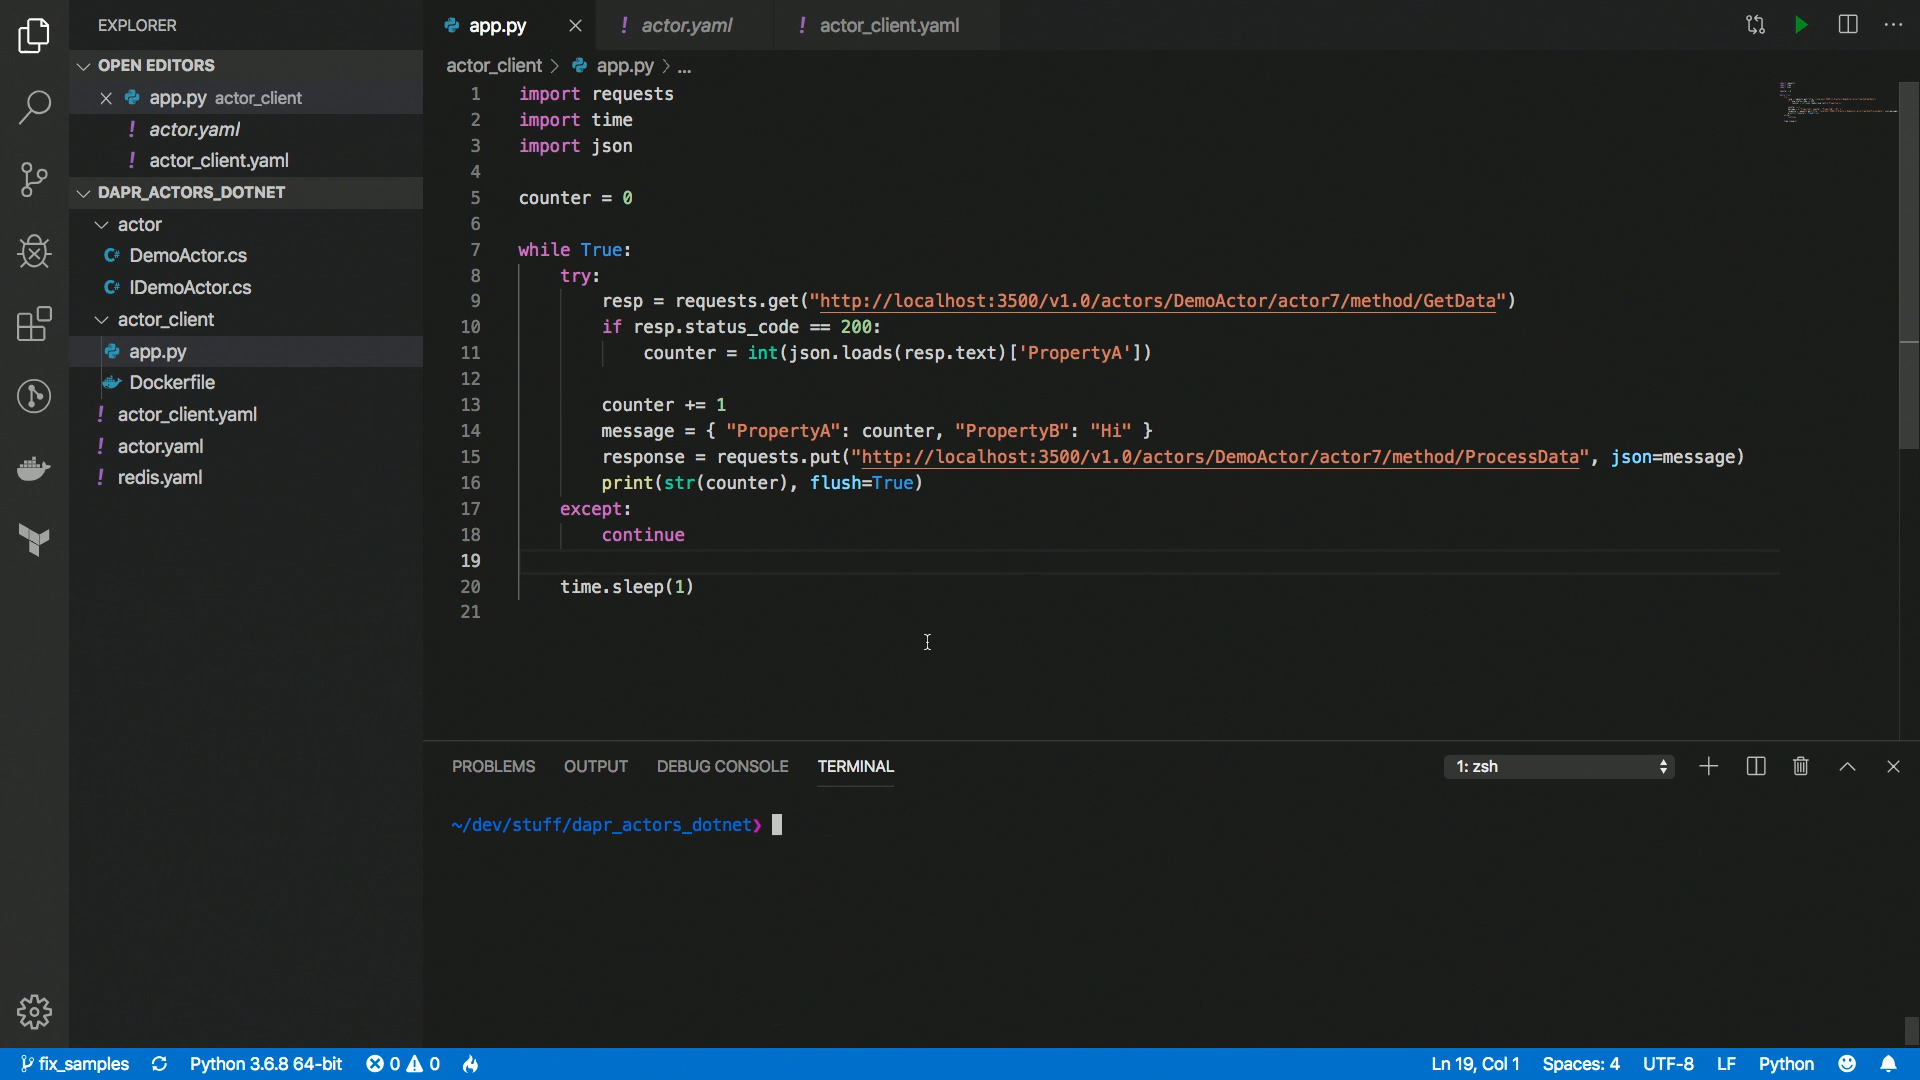 EXPLORER
OPEN EDITORS
app.py actor_client
! actor.yaml
! actor_client.yaml
DAPR_ACTORS_DOTNET
actor
C# DemoActor.cs
C# IDemoActor.cs
actor_client
app.py
Dockerfile
! actor_client.yaml
! actor.yaml
! redis.yaml
app.py
! actor.yaml
! actor_client.yaml
actor_client > app.py > ...
1 import requests
2 import time
3 import json
4
5 counter = 0
6
7 while True:
8 try:
9 resp = requests.get("http://localhost:3500/v1.0/actors/DemoActor/actor7/method/GetData")
10 if resp.status_code == 200:
11 counter = int(json.loads(resp.text)['PropertyA'])
12
13 counter += 1
14 message = { "PropertyA": counter, "PropertyB": "Hi" }
15 response = requests.put("http://localhost:3500/v1.0/actors/DemoActor/actor7/method/ProcessData", json=message)
16 print(str(counter), flush=True)
17 except:
18 continue
19
20 time.sleep(1)
21
PROBLEMS OUTPUT DEBUG CONSOLE TERMINAL
1: zsh
~/dev/stuff/dapr_actors_dotnet❯
fix_samples Python 3.6.8 64-bit 0 0 Ln 19, Col 1 Spaces: 4 UTF-8 LF Python